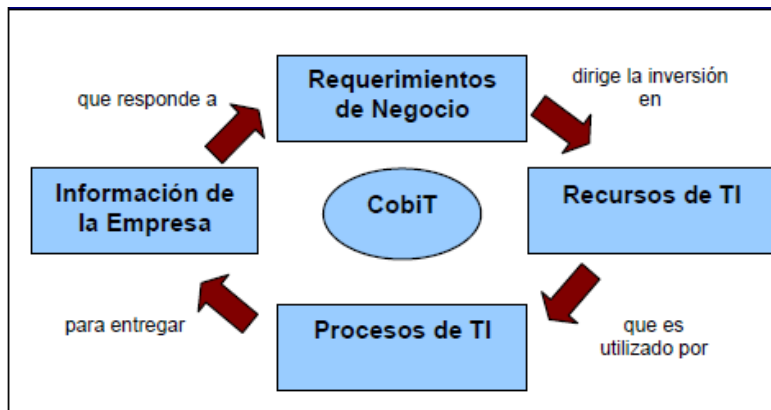 Requerimientos
de Negocio
dirige la inversión
en
que responde a
Información de
la Empresa
CobiT
Recursos de TI
para entregar
Procesos de TI
que es
utilizado por